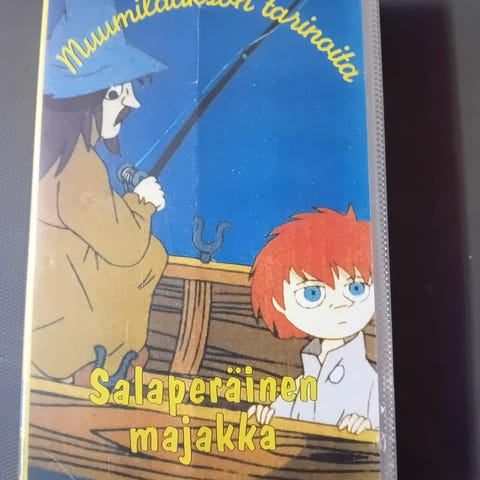 Muumilaakson tarinoita
Salaperäinen
majakka